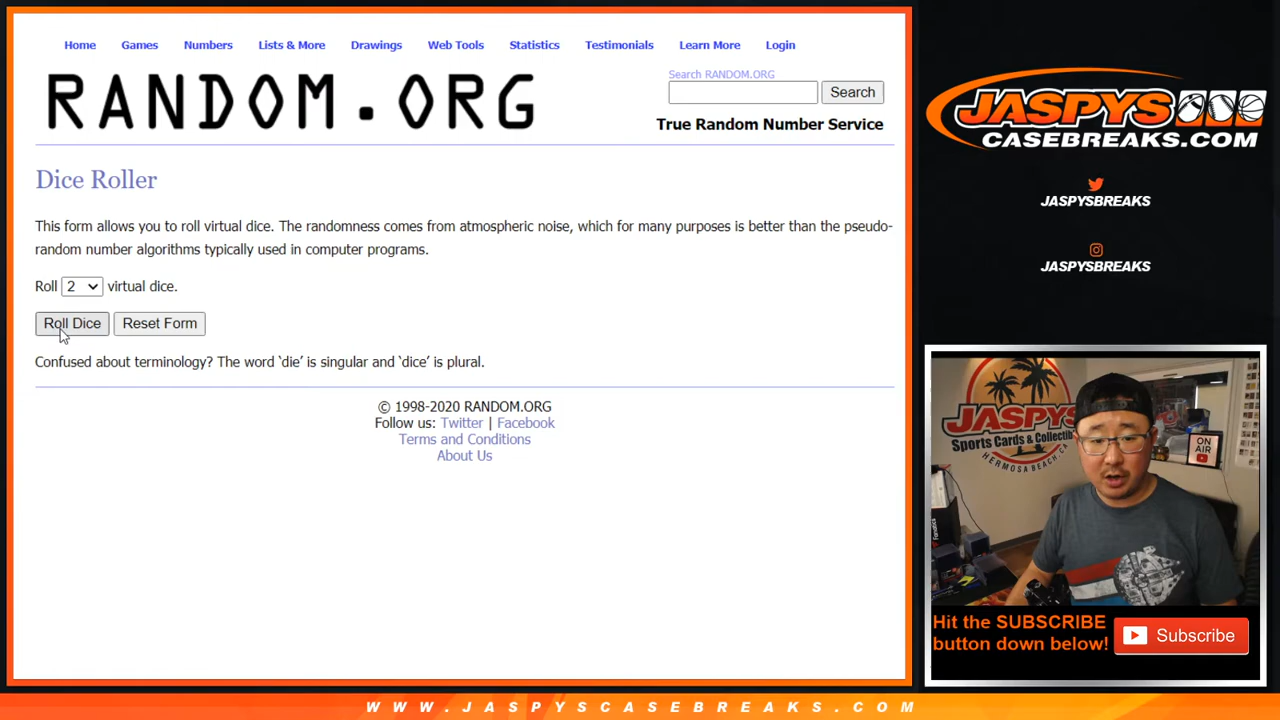 Home Games Numbers Lists & More Drawings Web Tools Statistics Testimonials Learn More Login
RANDOM.ORG
Search RANDOM.ORG
Search
True Random Number Service
Dice Roller
This form allows you to roll virtual dice. The randomness comes from atmospheric noise, which for many purposes is better than the pseudo-
random number algorithms typically used in computer programs.
Roll 2 virtual dice.
Roll Dice Reset Form
Confused about terminology? The word ‘die’ is singular and ‘dice’ is plural.
© 1998-2020 RANDOM.ORG
Follow us: Twitter | Facebook
Terms and Conditions
About Us
JASPYS
CASEBREAKS.COM
JASPYSBREAKS
JASPYSBREAKS
JASPYS
Sports Cards & Collectib
HERMOSA BEACH, CA
ON
AIR
Fanatics
Hit the SUBSCRIBE
button down below!
Subscribe
WWW.JASPYSCASEBREAKS.COM